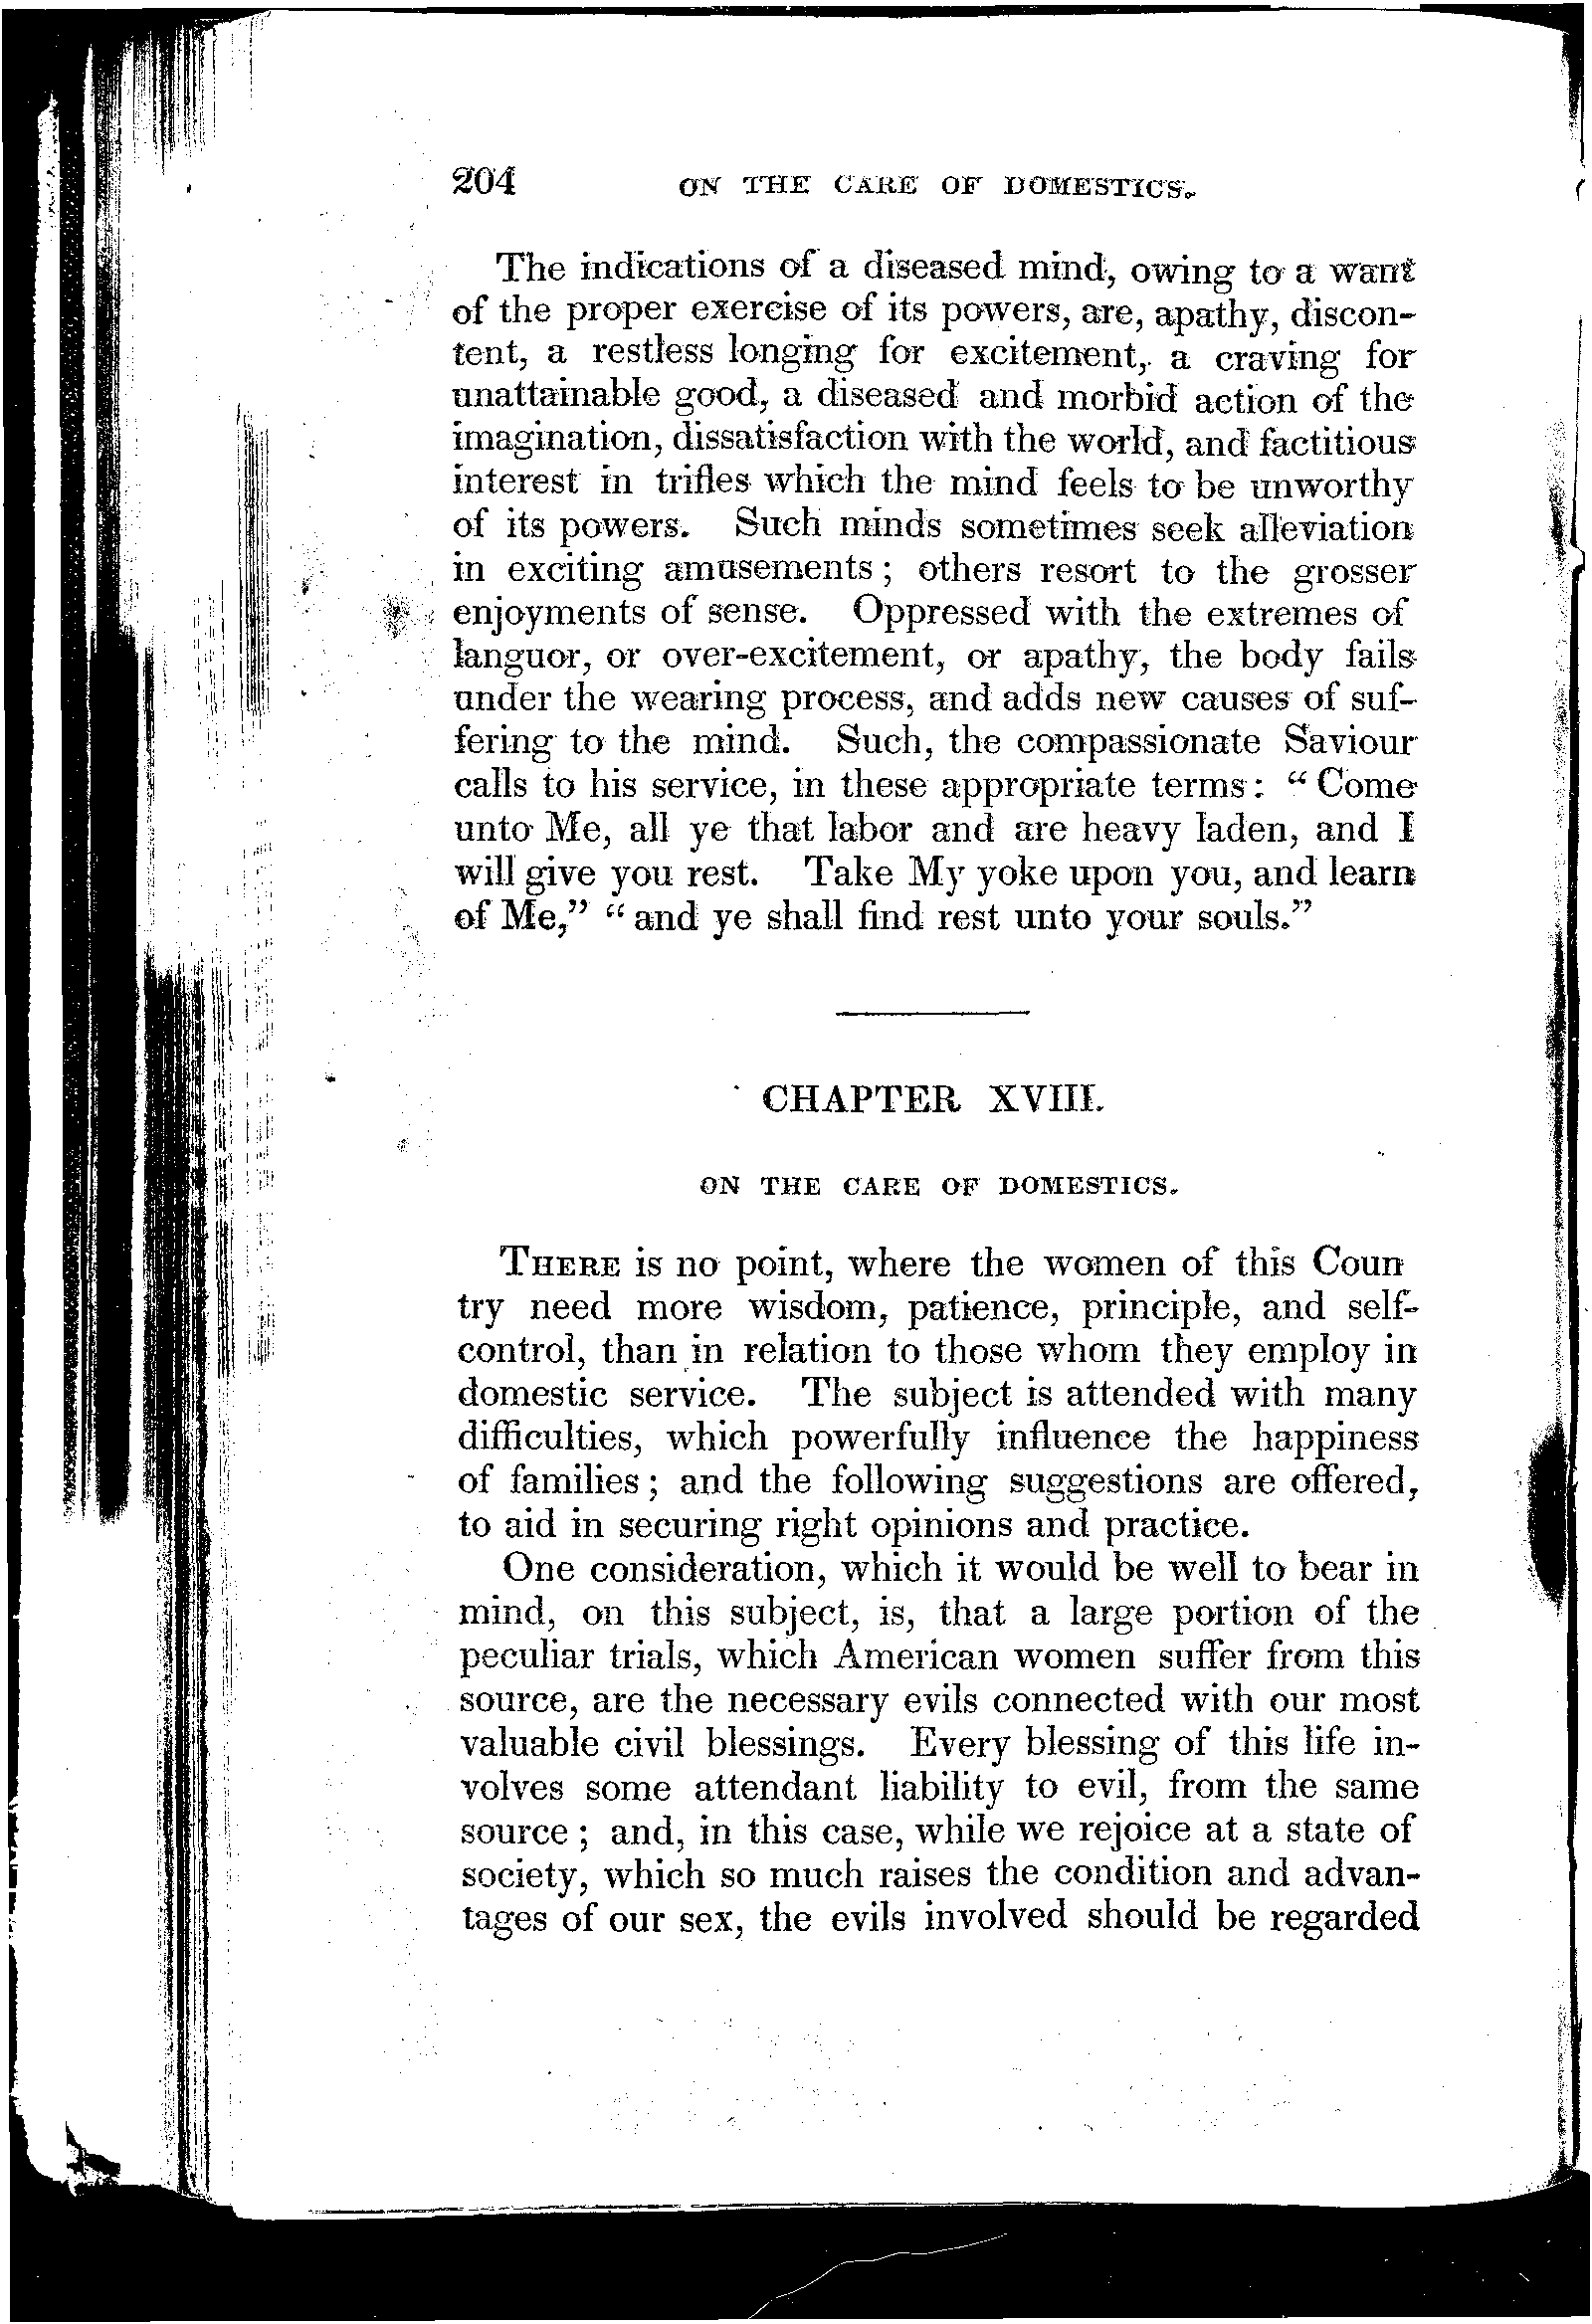 204 ON THE CARE OF DOMESTICS.
The indications of a diseased mind, owing to a want
of the proper exercise of its powers, are, apathy, discon-
tent, a restless longing for excitement, a craving for
unattainable good, a diseased and morbid action of the
imagination, dissatisfaction with the world, and factitious
interest in trifles which the mind feels to be unworthy
of its powers. Such minds sometimes seek alleviation
in exciting amusements; others resort to the grosser
enjoyments of sense. Oppressed with the extremes of
languor, or over-excitement, or apathy, the body fails
under the wearing process, and adds new causes of suf-
fering to the mind. Such, the compassionate Saviour
calls to his service, in these appropriate terms: "Come
unto Me, all ye that labor and are heavy laden, and I
will give you rest. Take My yoke upon you, and learn
of Me," "and ye shall find rest unto your souls."
CHAPTER XVIII.
ON THE CARE OF DOMESTICS.
THERE is no point, where the women of this Coun
try need more wisdom, patience, principle, and self-
control, than in relation to those whom they employ in
domestic service. The subject is attended with many
difficulties, which powerfully influence the happiness
of families; and the following suggestions are offered,
to aid in securing right opinions and practice.
One consideration, which it would be well to bear in
mind, on this subject, is, that a large portion of the
peculiar trials, which American women suffer from this
source, are the necessary evils connected with our most
valuable civil blessings. Every blessing of this life in-
volves some attendant liability to evil, from the same
source; and, in this case, while we rejoice at a state of
society, which so much raises the condition and advan-
tages of our sex, the evils involved should be regarded